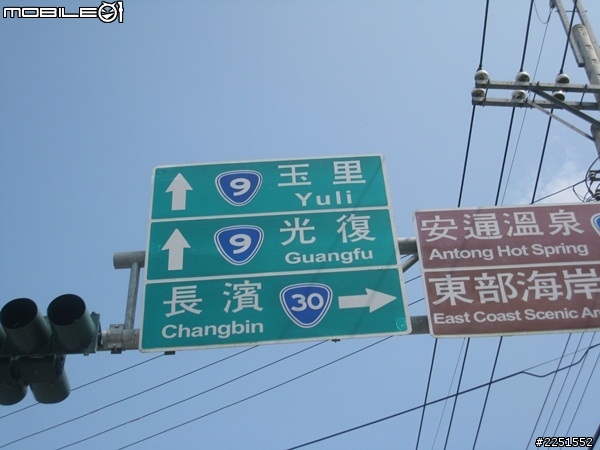 MOBILE01
9 玉里
Yuli
9 光復
Guangfu
長濱 30
Changbin
安通溫泉
Antong Hot Spring
東部海岸
East Coast Scenic
#2251552